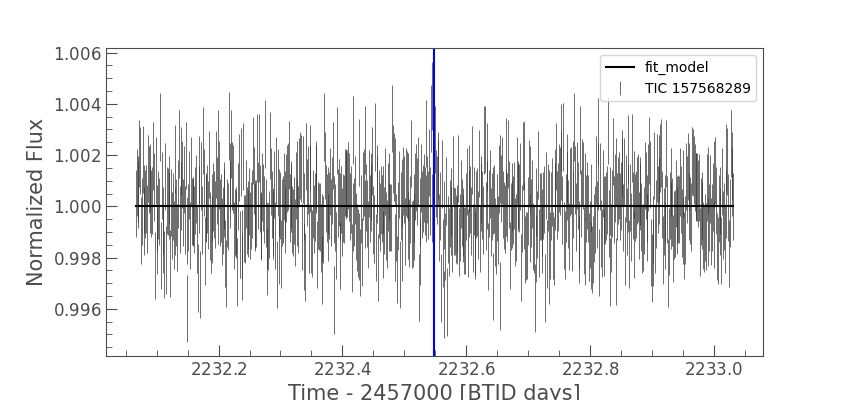 1.006
1.004
1.002
1.000
0.998
0.996
Normalized Flux
fit_model
TIC 157568289
2232.2
2232.4
2232.6
2232.8
2233.0
Time - 2457000 [BTJD days]